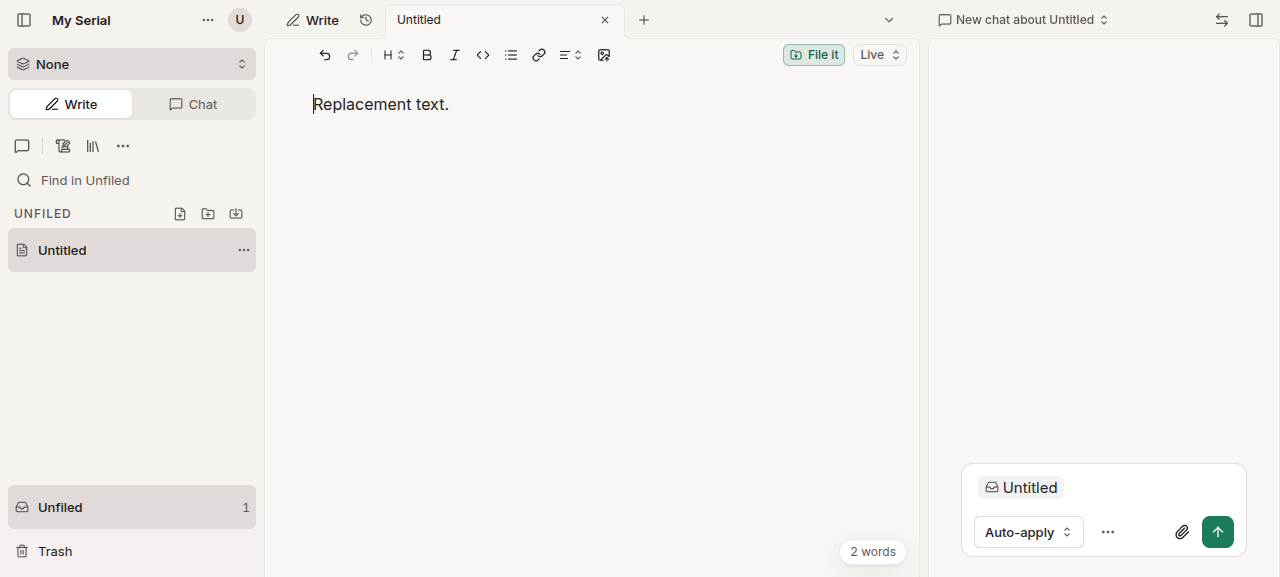 My Serial
U
None
Write
Chat
Find in Unfiled
UNFILED
Untitled
Unfiled
1
Trash
Write
Untitled
H
B
I
File it
Live
Replacement text.
2 words
New chat about Untitled
Untitled
Auto-apply